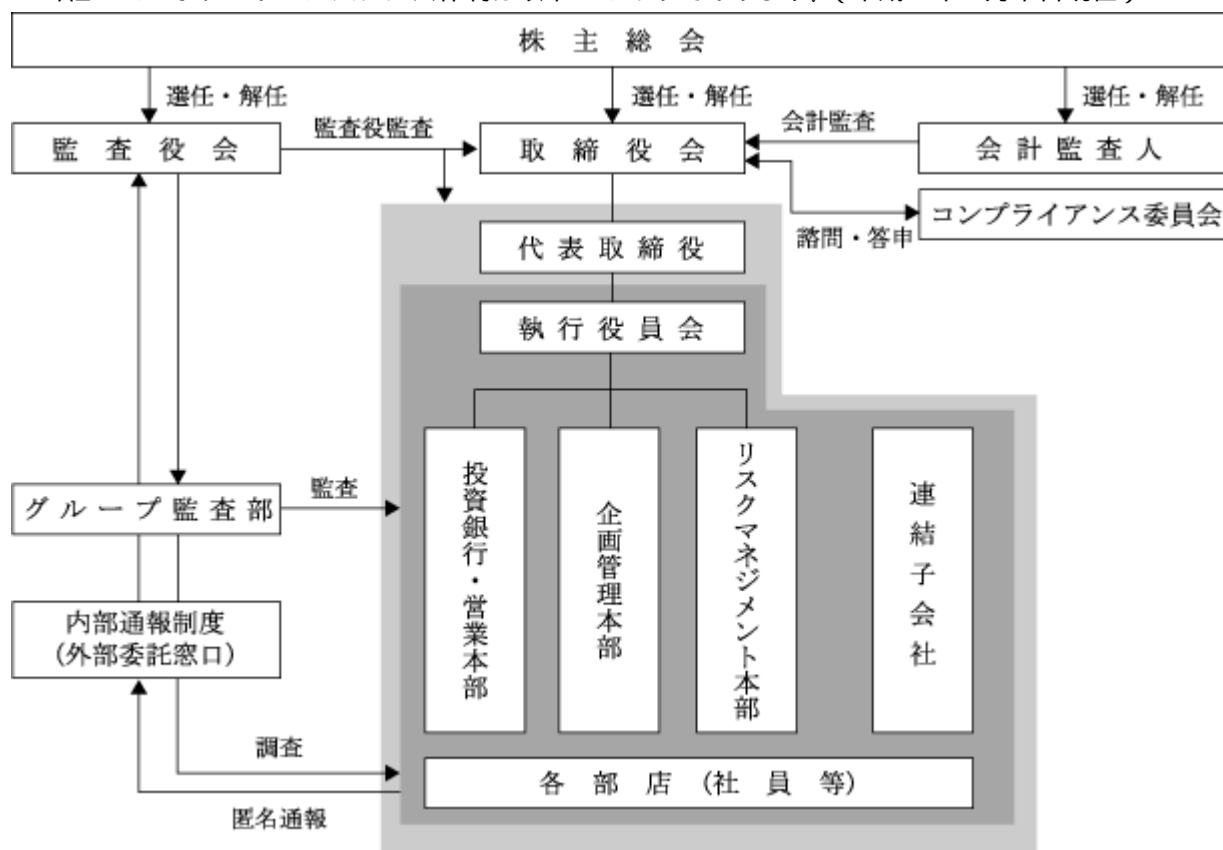 株主総会
選任・解任
選任・解任
選任・解任
監査役会
監査役監査
取締役会
会計監査
会計監査人
コンプライアンス委員会
諮問・答申
代表取締役
執行役員会
投資銀行・営業本部
企画管理本部
リスクマネジメント本部
連結子会社
グループ監査部
監査
内部通報制度
(外部委託窓口)
調査
各部店(社員等)
匿名通報